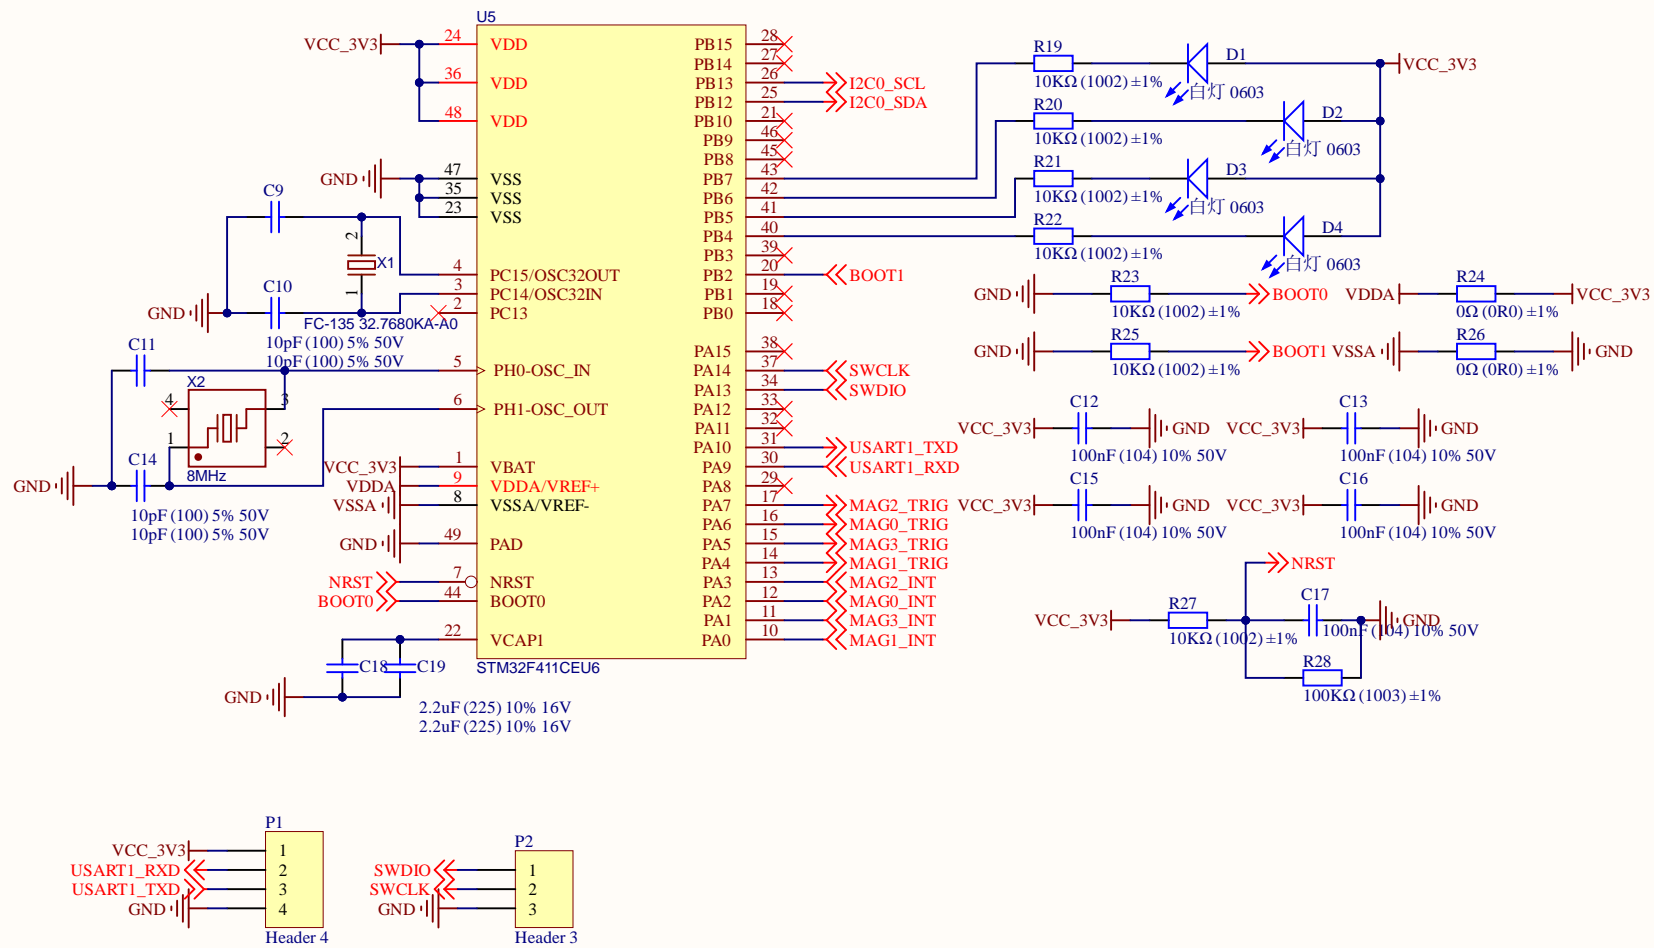 U5
VCC_3V3
24 VDD
36 VDD
48 VDD
GND
47 VSS
35 VSS
23 VSS
C9
2
X1
1
C10
GND
4 PC15/OSC32OUT
3 PC14/OSC32IN
2 PC13
FC-135 32.7680KA-A0
10pF (100) 5% 50V
10pF (100) 5% 50V
C11
5 PH0-OSC_IN
X2
4
3
6 PH1-OSC_OUT
1
2
8MHz
C14
GND
10pF (100) 5% 50V
10pF (100) 5% 50V
VCC_3V3 1 VBAT
VDDA 9 VDDA/VREF+
VSSA 8 VSSA/VREF-
GND 49 PAD
NRST 7 NRST
BOOT0 44 BOOT0
22 VCAP1
C18
C19
GND
2.2uF (225) 10% 16V
2.2uF (225) 10% 16V
STM32F411CEU6
PB15 28
PB14 27
PB13 26 I2C0_SCL
PB12 25 I2C0_SDA
PB10 21
PB9 46
PB8 45
PB7 43
PB6 42
PB5 41
PB4 40
PB3 39
PB2 20 BOOT1
PB1 19
PB0 18
PA15 38
PA14 37 SWCLK
PA13 34 SWDIO
PA12 33
PA11 32
PA10 31 USART1_TXD
PA9 30 USART1_RXD
PA8 29
PA7 17 MAG2_TRIG
PA6 16 MAG0_TRIG
PA5 15 MAG3_TRIG
PA4 14 MAG1_TRIG
PA3 13 MAG2_INT
PA2 12 MAG0_INT
PA1 11 MAG3_INT
PA0 10 MAG1_INT
R19
10KΩ (1002) ±1%
D1
白灯 0603
VCC_3V3
R20
10KΩ (1002) ±1%
D2
白灯 0603
R21
10KΩ (1002) ±1%
D3
白灯 0603
R22
10KΩ (1002) ±1%
D4
白灯 0603
GND
R23
10KΩ (1002) ±1%
BOOT0
VDDA
R24
0Ω (0R0) ±1%
VCC_3V3
GND
R25
10KΩ (1002) ±1%
BOOT1
VSSA
R26
0Ω (0R0) ±1%
GND
VCC_3V3
C12
100nF (104) 10% 50V
GND
VCC_3V3
C13
100nF (104) 10% 50V
GND
VCC_3V3
C15
100nF (104) 10% 50V
GND
VCC_3V3
C16
100nF (104) 10% 50V
GND
NRST
VCC_3V3
R27
10KΩ (1002) ±1%
C17
100nF (104) 10% 50V
GND
R28
100KΩ (1003) ±1%
P1
VCC_3V3 1
USART1_RXD 2
USART1_TXD 3
GND 4
Header 4
P2
SWDIO 1
SWCLK 2
GND 3
Header 3